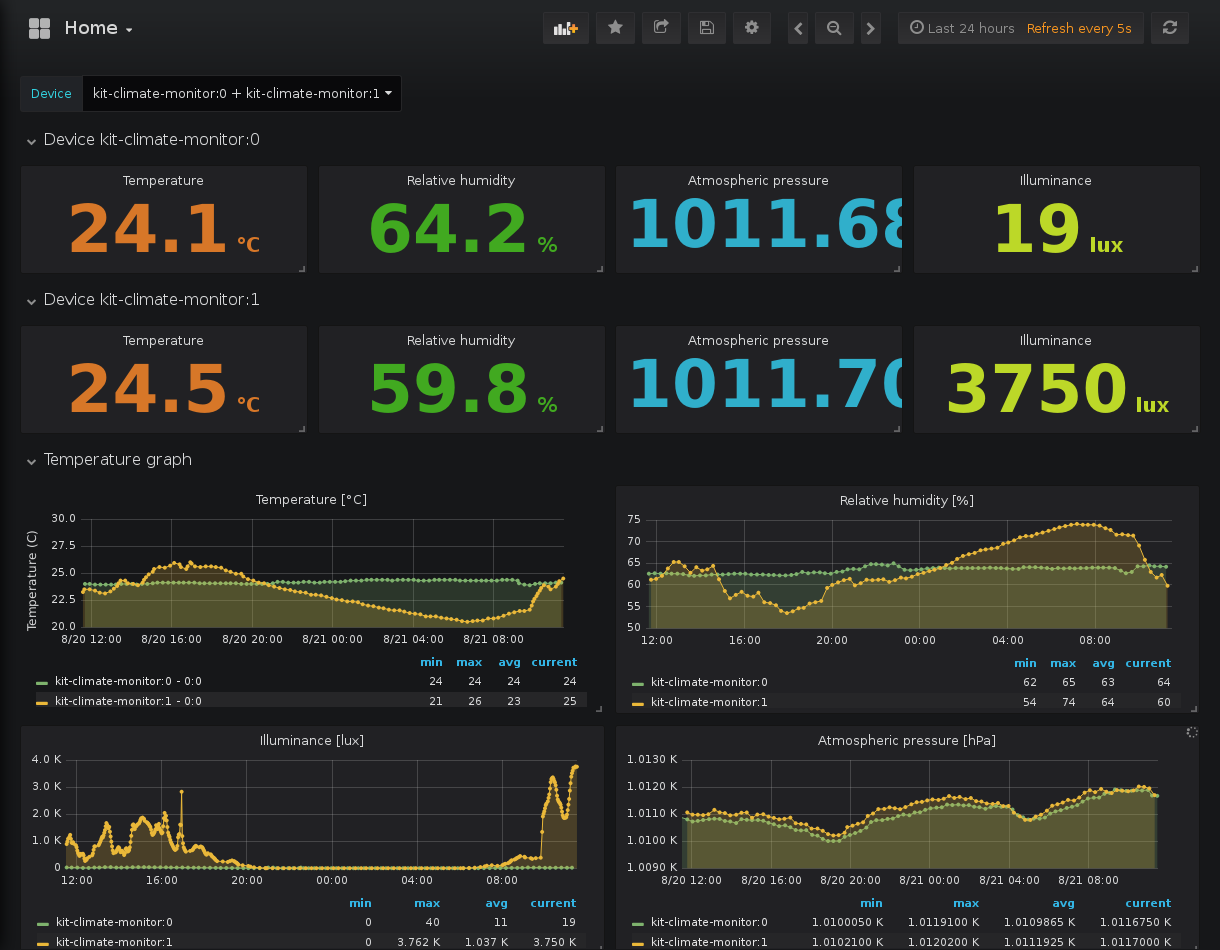 Home
Last 24 hours Refresh every 5s
Device kit-climate-monitor:0 + kit-climate-monitor:1
Device kit-climate-monitor:0
Temperature Relative humidity Atmospheric pressure Illuminance
24.1 °C 64.2 % 1011.68 19 lux
Device kit-climate-monitor:1
Temperature Relative humidity Atmospheric pressure Illuminance
24.5 °C 59.8 % 1011.70 3750 lux
Temperature graph
Temperature [°C]
Temperature (C)
30.0
27.5
25.0
22.5
20.0
8/20 12:00 8/20 16:00 8/20 20:00 8/21 00:00 8/21 04:00 8/21 08:00
min max avg current
kit-climate-monitor:0 - 0:0 24 24 24 24
kit-climate-monitor:1 - 0:0 21 26 23 25
Relative humidity [%]
75
70
65
60
55
50
12:00 16:00 20:00 00:00 04:00 08:00
min max avg current
kit-climate-monitor:0 62 65 63 64
kit-climate-monitor:1 54 74 64 60
Illuminance [lux]
4.0 K
3.0 K
2.0 K
1.0 K
0
12:00 16:00 20:00 00:00 04:00 08:00
min max avg current
kit-climate-monitor:0 0 40 11 19
kit-climate-monitor:1 0 3.762 K 1.037 K 3.750 K
Atmospheric pressure [hPa]
1.0130 K
1.0120 K
1.0110 K
1.0100 K
1.0090 K
8/20 12:00 8/20 16:00 8/20 20:00 8/21 00:00 8/21 04:00 8/21 08:00
min max avg current
kit-climate-monitor:0 1.0100050 K 1.0119100 K 1.0109865 K 1.0116750 K
kit-climate-monitor:1 1.0102100 K 1.0120200 K 1.0111925 K 1.0117000 K